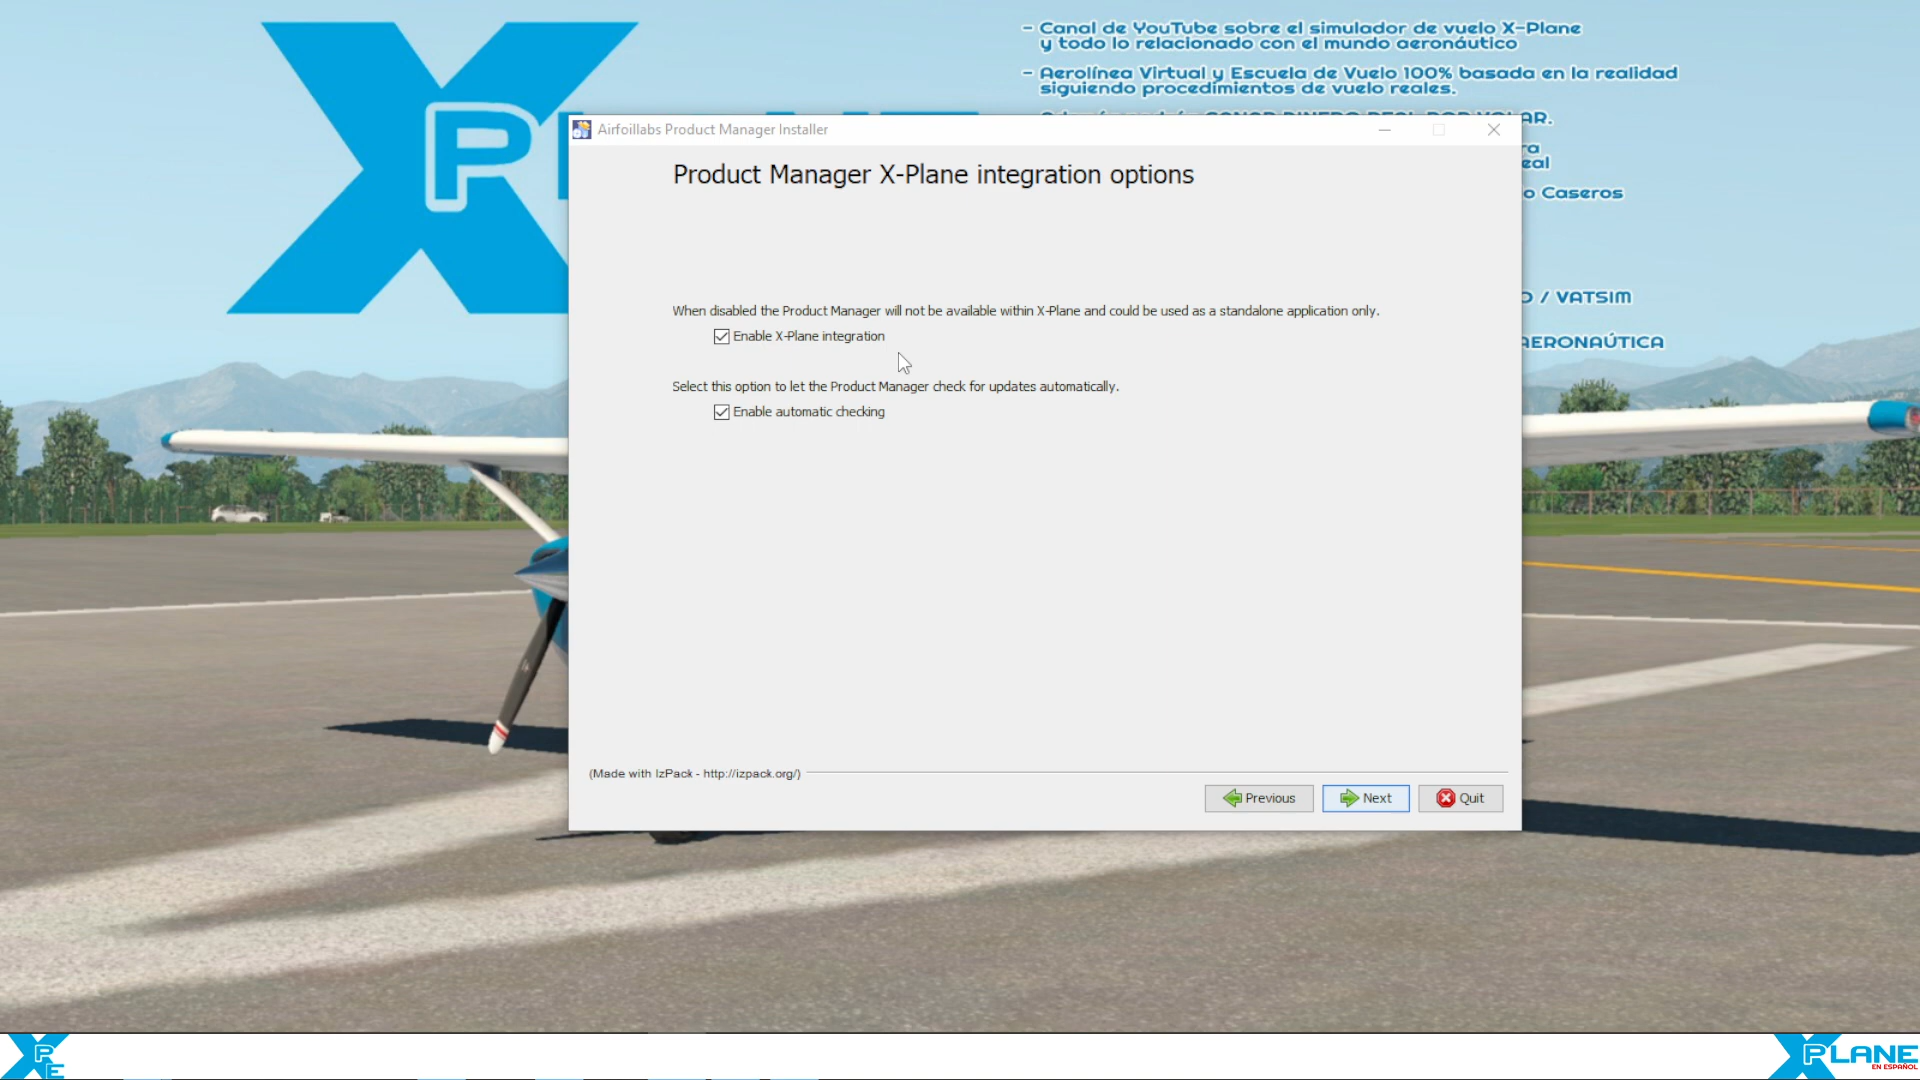 - Canal de YouTube sobre el simulador de vuelo X-Plane
y todo lo relacionado con el mundo aeronáutico
- Aerolínea Virtual y Escuela de Vuelo 100% basada en la realidad
siguiendo procedimientos de vuelo reales.
Airfoillabs Product Manager Installer
Product Manager X-Plane integration options
Caseros
/ VATSIM
AERONAÚTICA
When disabled the Product Manager will not be available within X-Plane and could be used as a standalone application only.
Enable X-Plane integration
Select this option to let the Product Manager check for updates automatically.
Enable automatic checking
(Made with IzPack - http://izpack.org/)
Previous
Next
Quit
XPE
X PLANE
EN ESPAÑOL